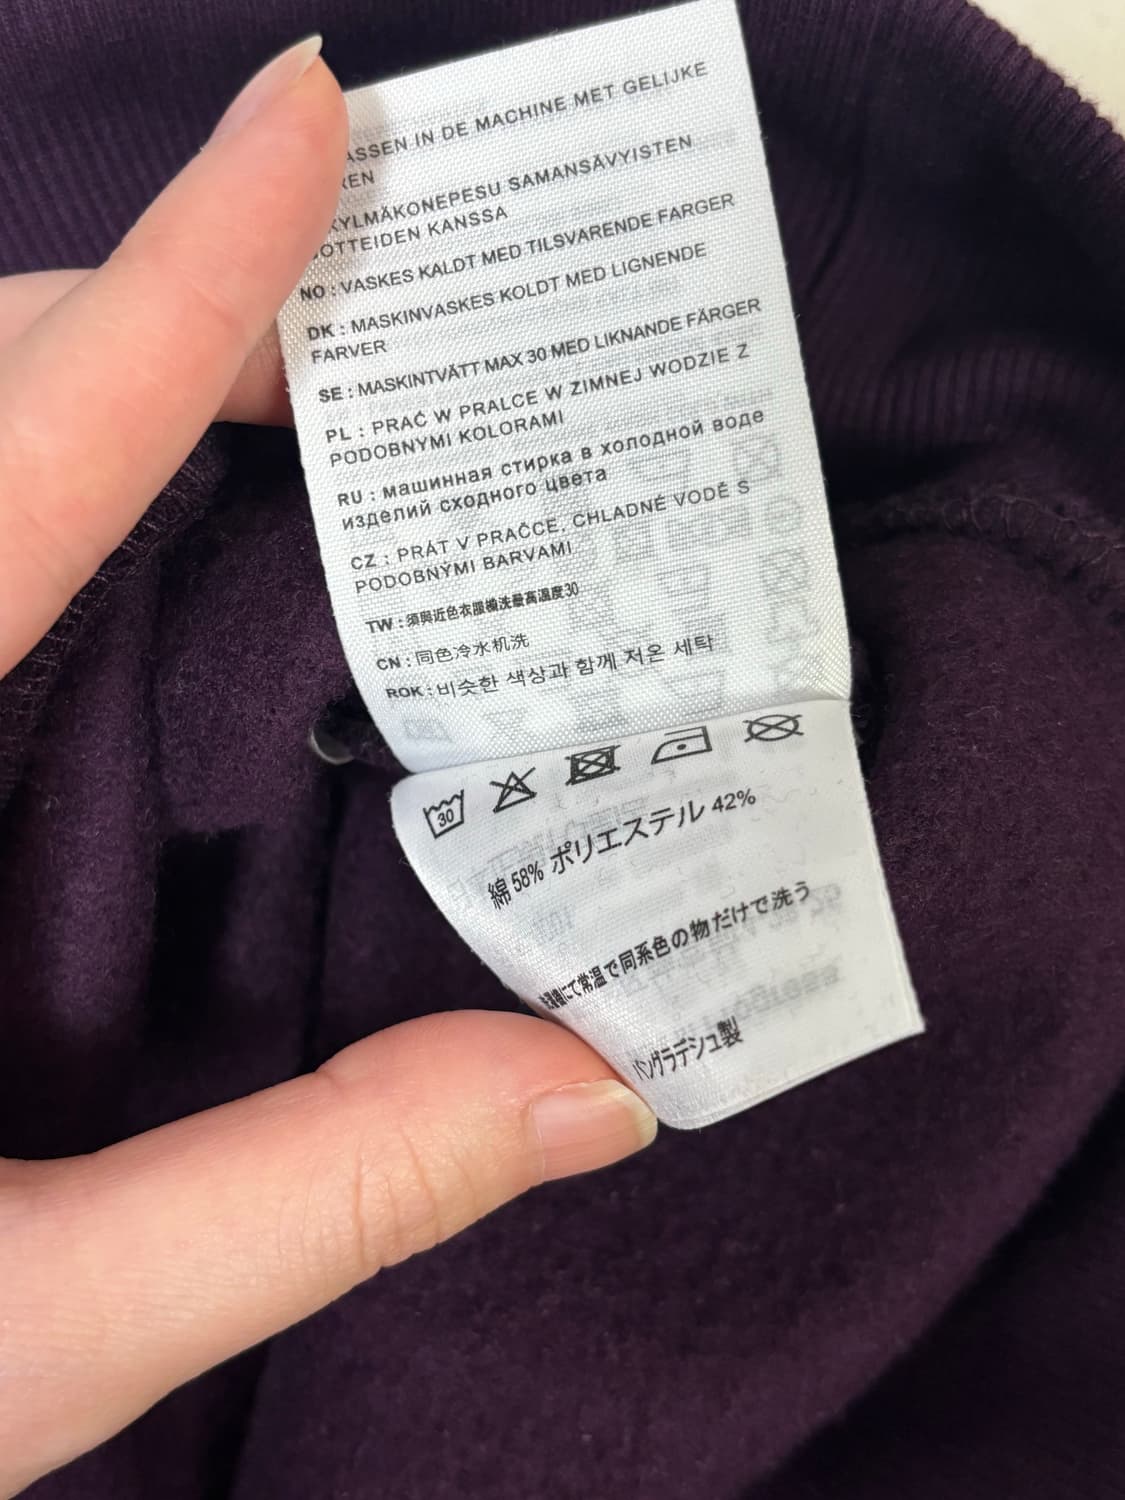 ASSEN IN DE MACHINE MET GELIJKE
REN
KYLMÄKONEPESU SAMANSÄVYISTEN
OTTEIDEN KANSSA
NO : VASKES KALDT MED TILSVARENDE FARGER
DK : MASKINVASKES KOLDT MED LIGNENDE
FARVER
SE : MASKINTVÄTT MAX 30 MED LIKNANDE FÄRGER
PL : PRAĆ W PRALCE W ZIMNEJ WODZIE Z
PODOBNYMI KOLORAMI
RU : машинная стирка в холодной воде
изделий сходного цвета
CZ : PRÁT V PRAČCE, CHLADNÉ VODĚ S
PODOBNÝMI BARVAMI
TW : 須與近色衣服機洗最高溫度30
CN : 同色冷水机洗
ROK : 비슷한 색상과 함께 저온 세탁
30
綿 58% ポリエステル 42%
洗濯機にて常温で同系色の物だけで洗う
バングラデシュ製